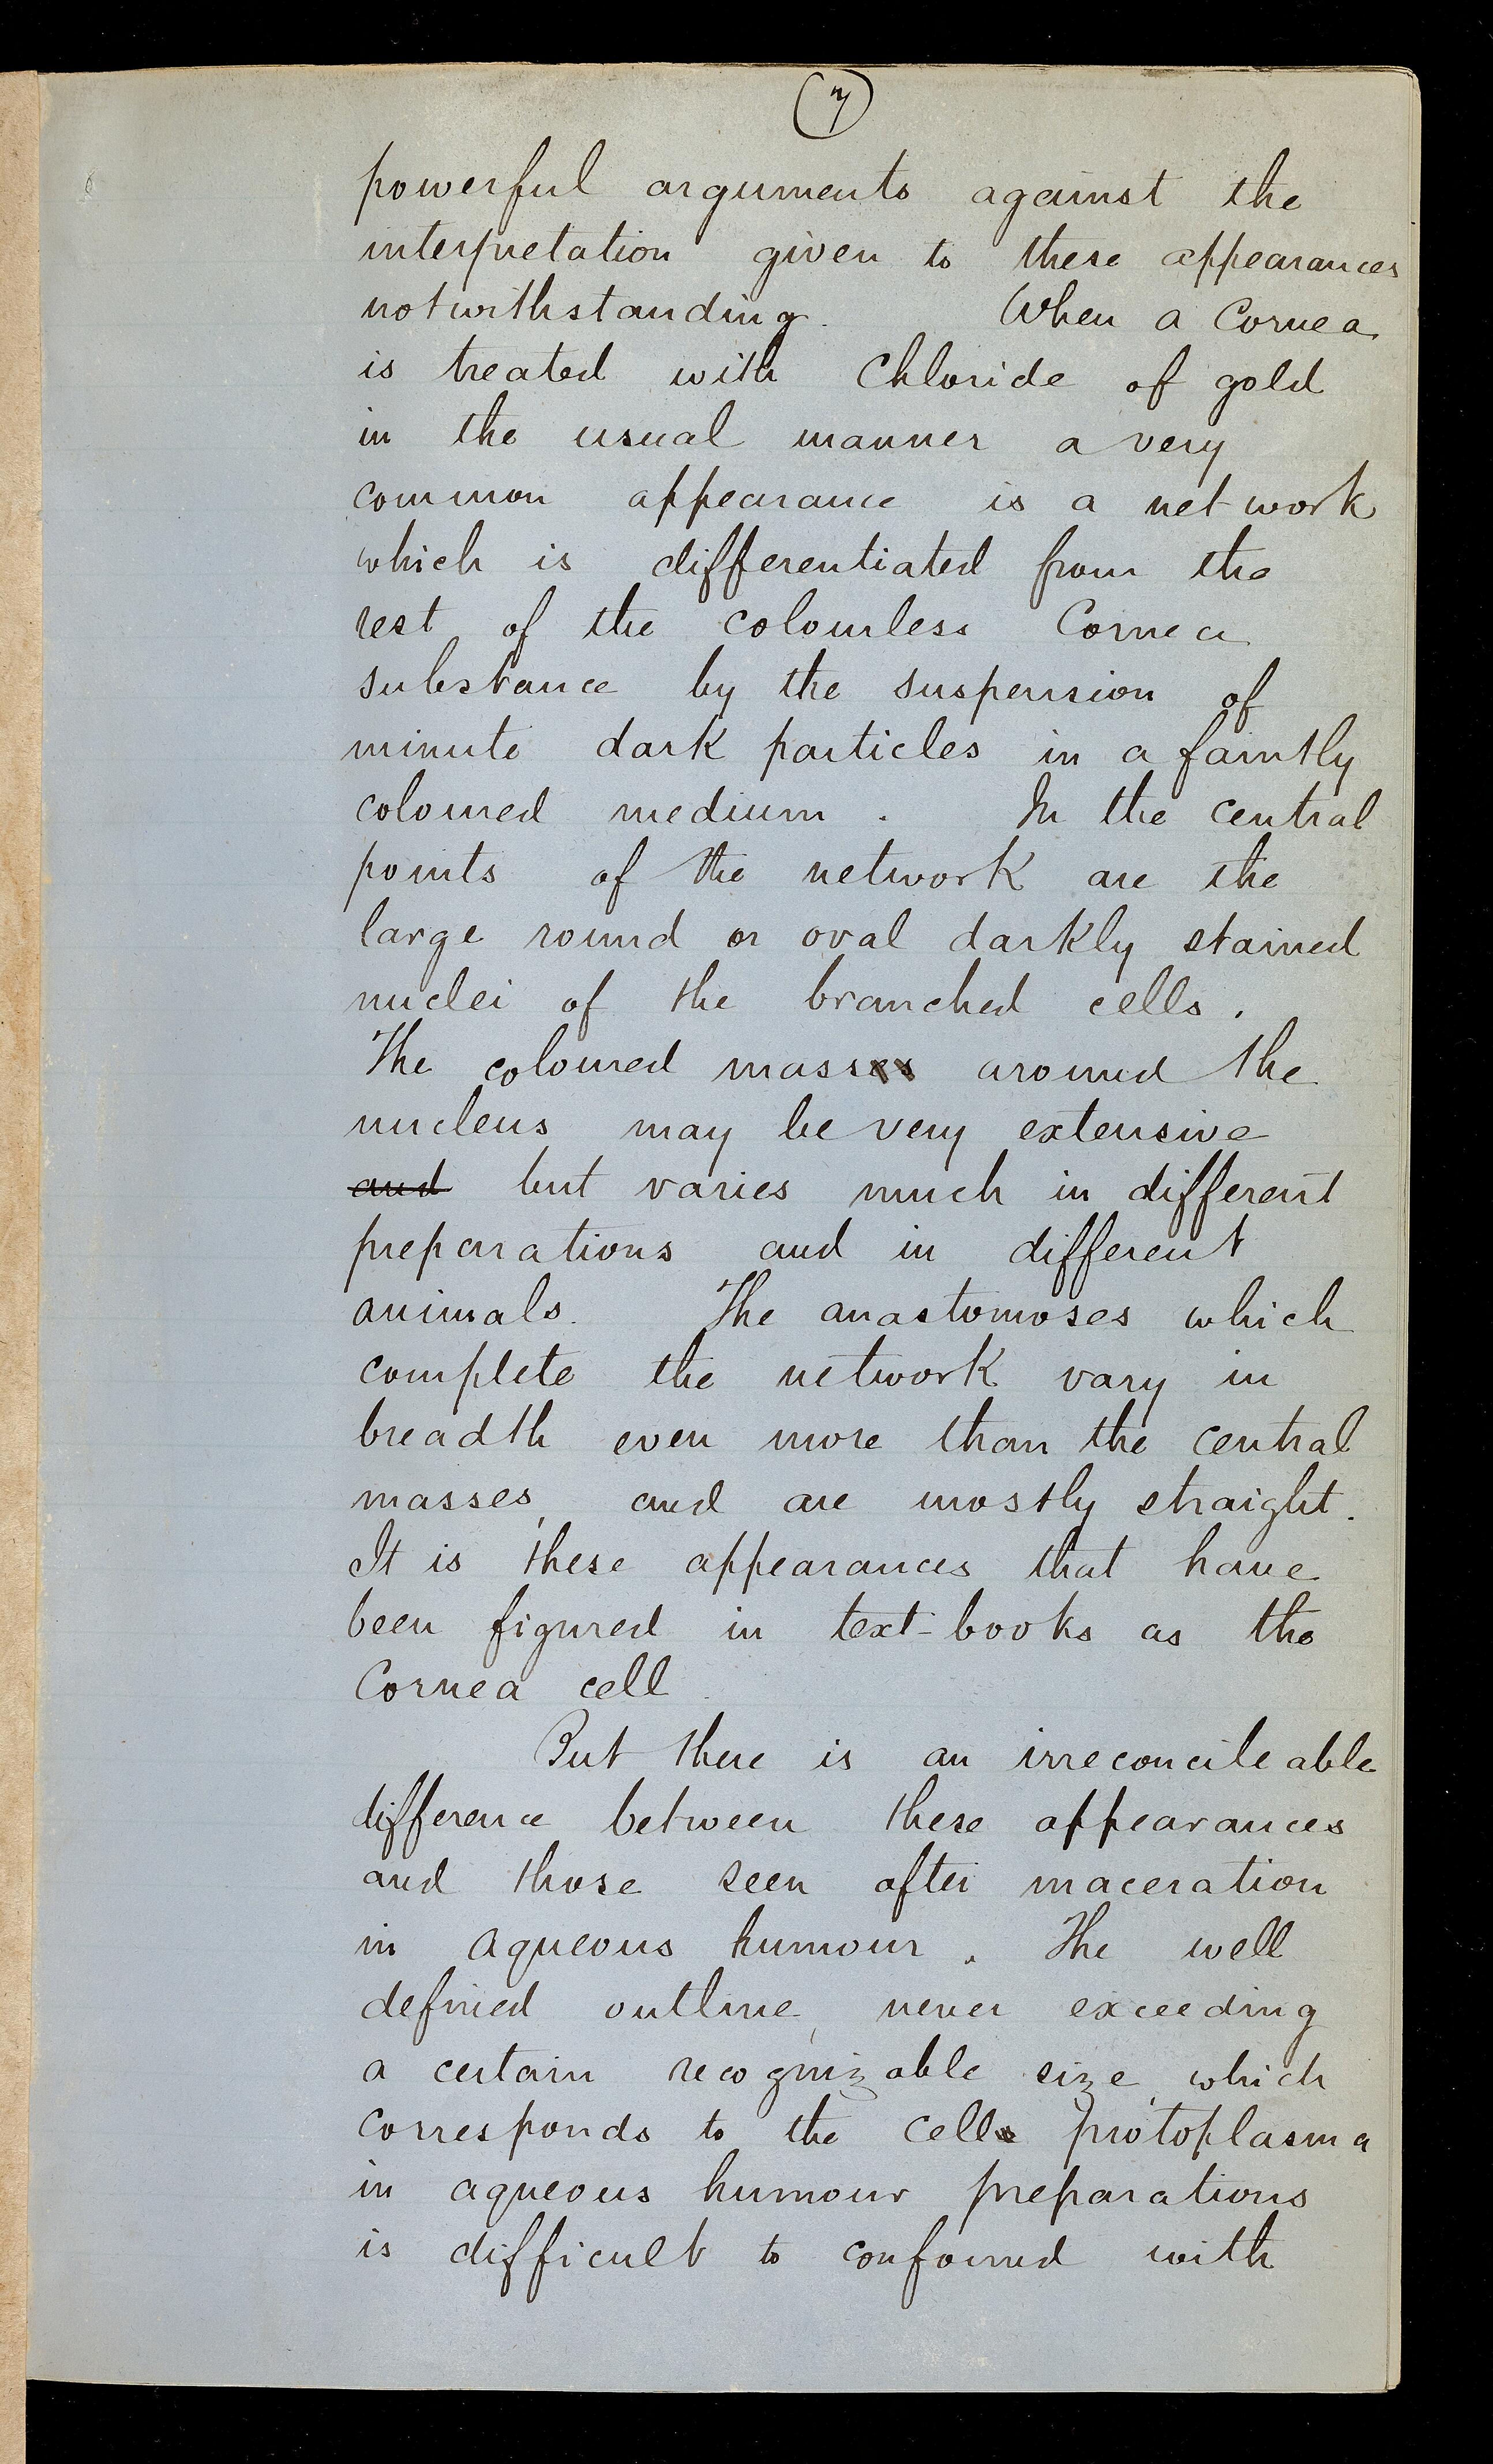 7
powerful arguments against the
interpretation given to these appearances
notwithstanding. When a Cornea
is treated with Chloride of gold
in the usual manner a very
common appearance is a net work
which is differentiated from the
rest of the colourless Cornea
substance by the suspension of
minute dark particles in a faintly
coloured medium. In the central
points of the network are the
large round or oval darkly stained
nuclei of the branched cells.
The coloured masses around the
nucleus may be very extensive
and but varies much in different
preparations and in different
animals. The anastomoses which
complete the network vary in
breadth even more than the central
masses, and are mostly straight.
It is these appearances that have
been figured in text-books as the
Cornea cell.
But there is an irreconcileable
difference between these appearances
and those seen after maceration
in aqueous humour. The well
defined outline, never exceeding
a certain recognizable size, which
corresponds to the cells protoplasma
in aqueous humour preparations
is difficult to confound with